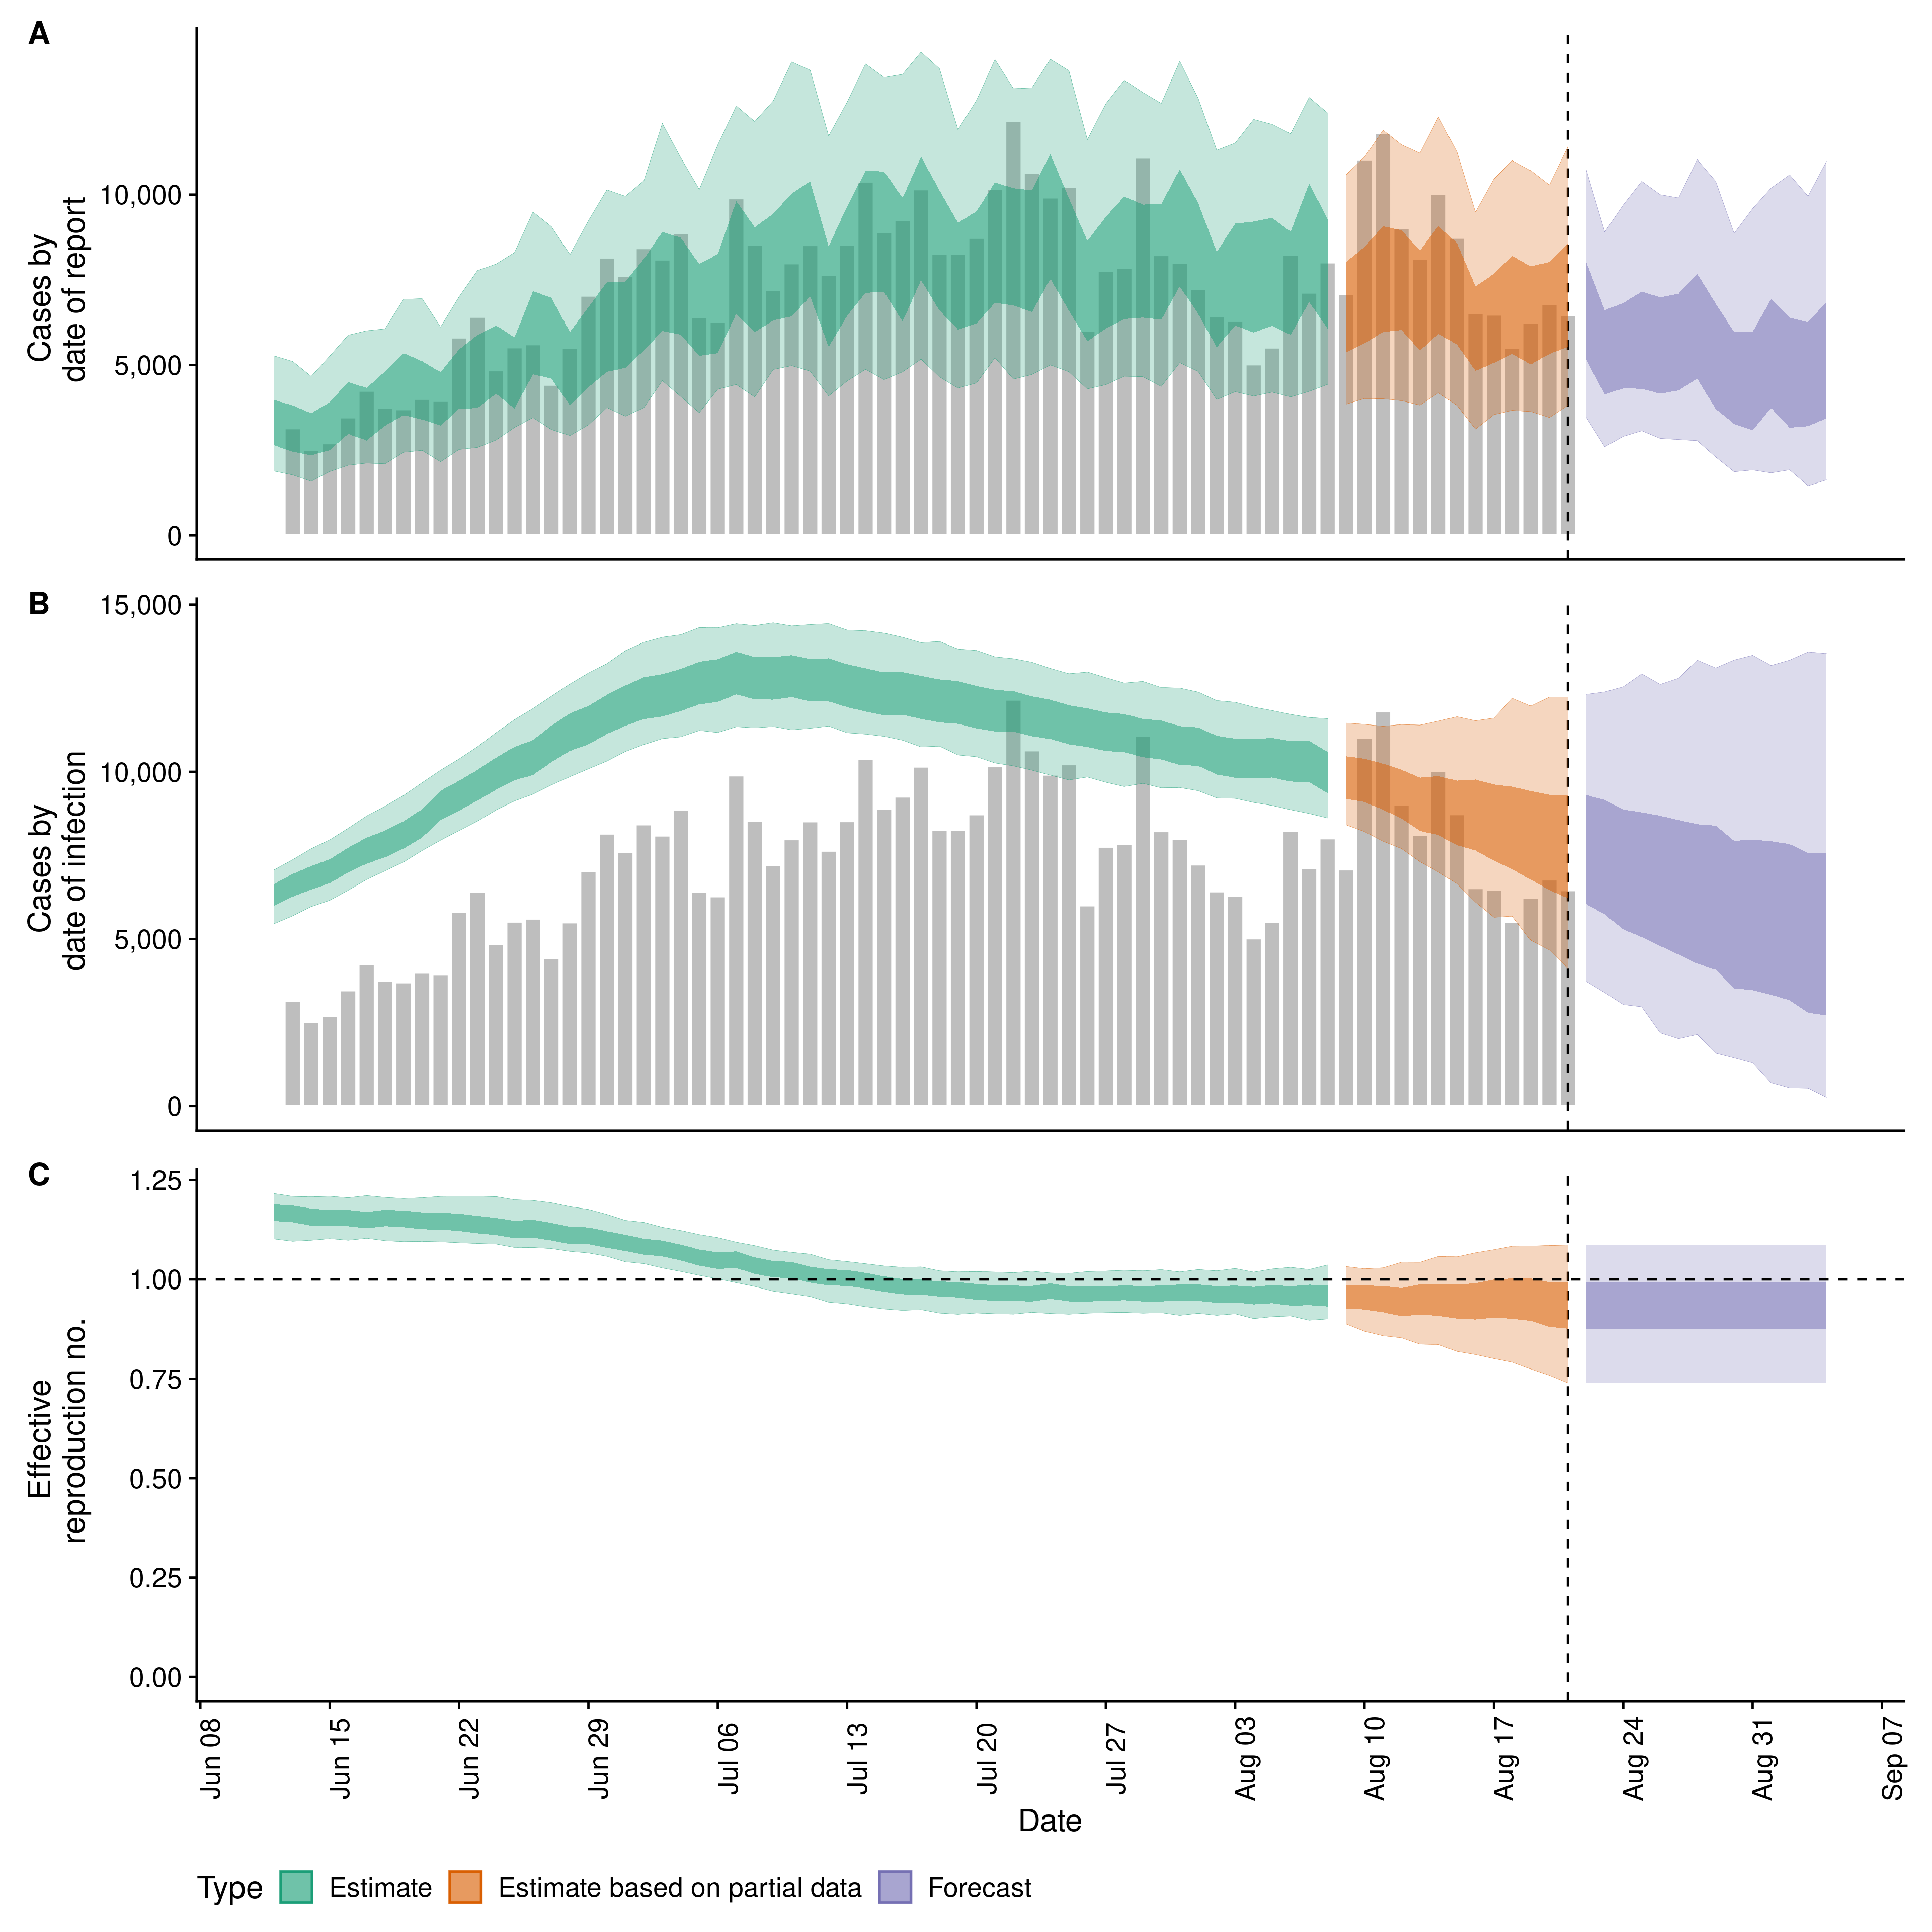 A
Cases by
date of report
10,000
5,000
0
B
Cases by
date of infection
15,000
10,000
5,000
0
C
Effective
reproduction no.
1.25
1.00
0.75
0.50
0.25
0.00
Jun 08
Jun 15
Jun 22
Jun 29
Jul 06
Jul 13
Jul 20
Jul 27
Aug 03
Aug 10
Aug 17
Aug 24
Aug 31
Sep 07
Date
Type Estimate Estimate based on partial data Forecast